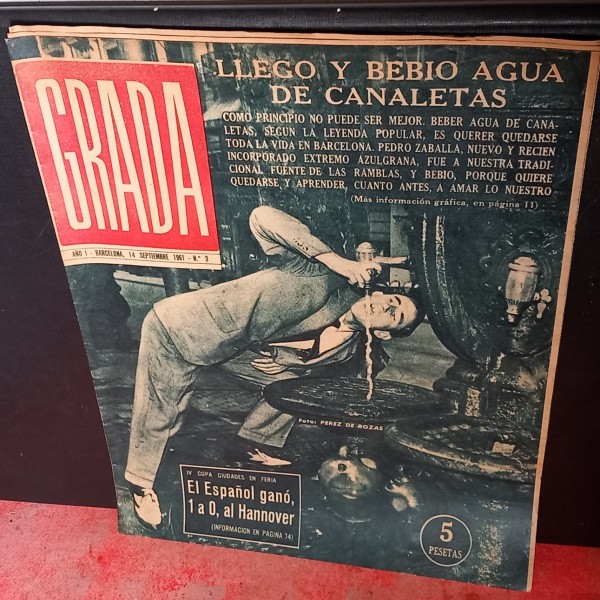 GRADA
AÑO I - BARCELONA, 14 SEPTIEMBRE 1961 - N.º 3
LLEGO Y BEBIO AGUA
DE CANALETAS
COMO PRINCIPIO NO PUEDE SER MEJOR. BEBER AGUA DE CANA-
LETAS, SEGUN LA LEYENDA POPULAR, ES QUERER QUEDARSE
TODA LA VIDA EN BARCELONA. PEDRO ZABALLA, NUEVO Y RECIEN
INCORPORADO EXTREMO AZULGRANA, FUE A NUESTRA TRADI-
CIONAL FUENTE DE LAS RAMBLAS, Y BEBIO, PORQUE QUIERE
QUEDARSE Y APRENDER, CUANTO ANTES, A AMAR LO NUESTRO
(Más información gráfica, en página 11)
Foto: PEREZ DE ROZAS
IV COPA CIUDADES EN FERIA
El Español ganó,
1 a 0, al Hannover
(INFORMACION EN PAGINA 14)
5
PESETAS